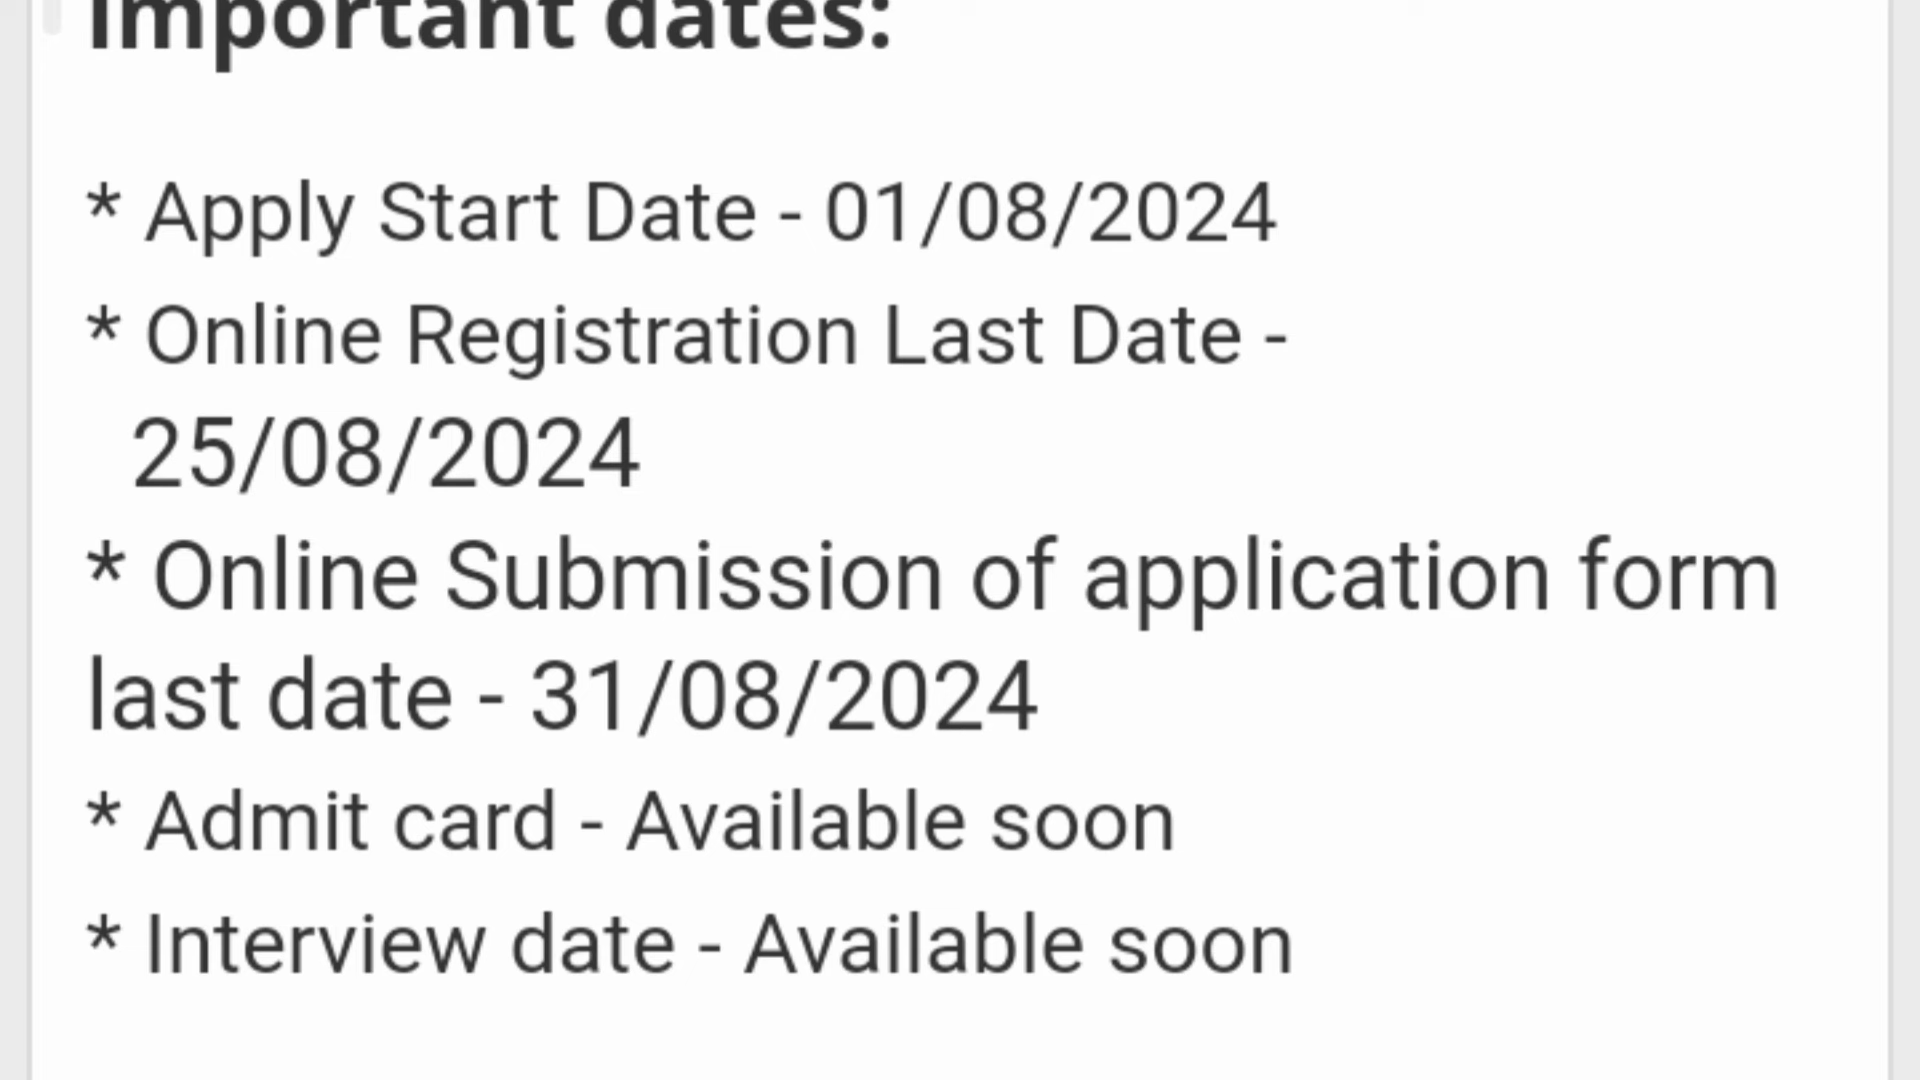 Important dates:
* Apply Start Date - 01/08/2024
* Online Registration Last Date -
25/08/2024
* Online Submission of application form
last date - 31/08/2024
* Admit card - Available soon
* Interview date - Available soon